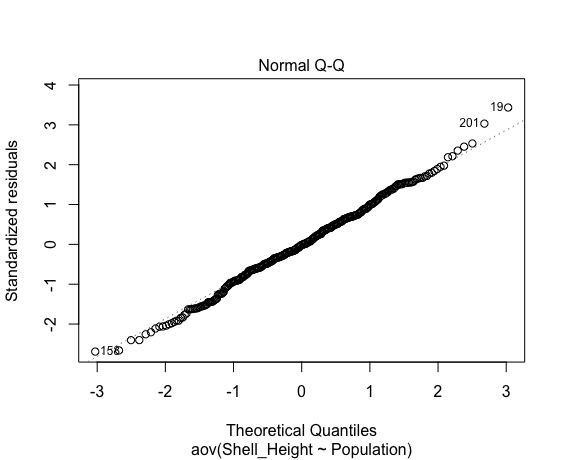 Normal Q-Q
4
3
2
1
0
-1
-2
Standardized residuals
19
201
158
-3 -2 -1 0 1 2 3
Theoretical Quantiles
aov(Shell_Height ~ Population)